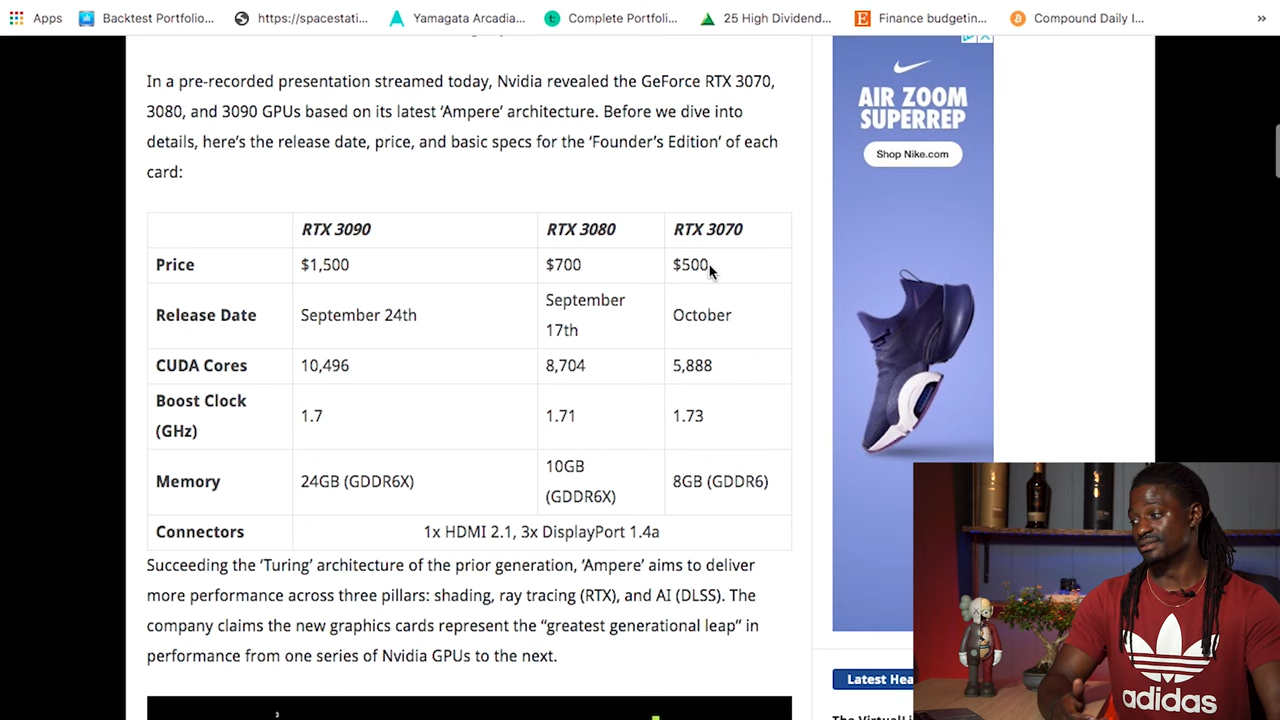 Apps
Backtest Portfolio...
https://spacestati...
Yamagata Arcadia...
Complete Portfoli...
25 High Dividend...
Finance budgetin...
Compound Daily I...
»
In a pre-recorded presentation streamed today, Nvidia revealed the GeForce RTX 3070,
3080, and 3090 GPUs based on its latest ‘Ampere’ architecture. Before we dive into
details, here’s the release date, price, and basic specs for the ‘Founder’s Edition’ of each
card:
RTX 3090 RTX 3080 RTX 3070
Price $1,500 $700 $500
Release Date September 24th September 17th October
CUDA Cores 10,496 8,704 5,888
Boost Clock (GHz) 1.7 1.71 1.73
Memory 24GB (GDDR6X) 10GB (GDDR6X) 8GB (GDDR6)
Connectors 1x HDMI 2.1, 3x DisplayPort 1.4a
Succeeding the ‘Turing’ architecture of the prior generation, ‘Ampere’ aims to deliver
more performance across three pillars: shading, ray tracing (RTX), and AI (DLSS). The
company claims the new graphics cards represent the “greatest generational leap” in
performance from one series of Nvidia GPUs to the next.
3
AIR ZOOM
SUPERREP
Shop Nike.com
Latest Hea
adidas